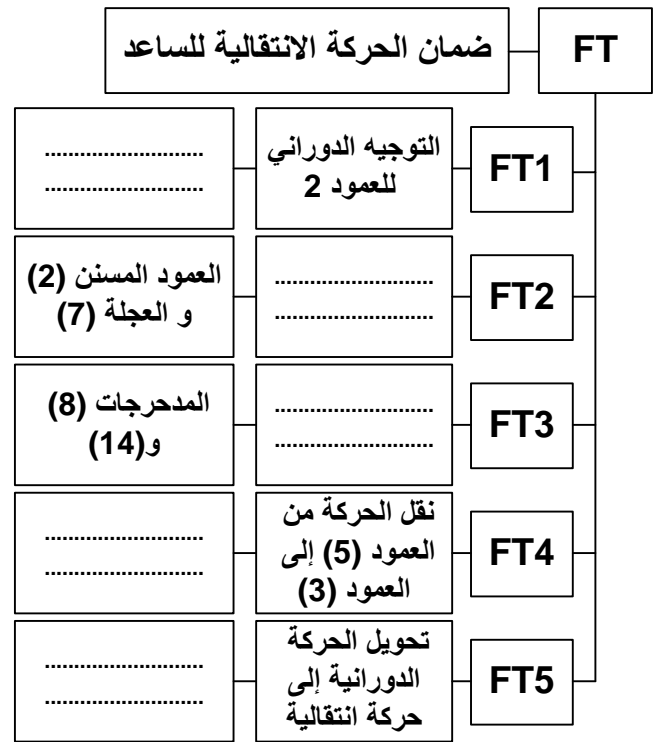 FT
ضمان الحركة الانتقالية للساعد
FT1
التوجيه الدوراني
للعمود 2
............................
............................
FT2
............................
............................
العمود المسنن (2)
و العجلة (7)
FT3
............................
............................
المدحرجات (8)
و(14)
FT4
نقل الحركة من
العمود (5) إلى
العمود (3)
............................
............................
FT5
تحويل الحركة
الدورانية إلى
حركة انتقالية
............................
............................